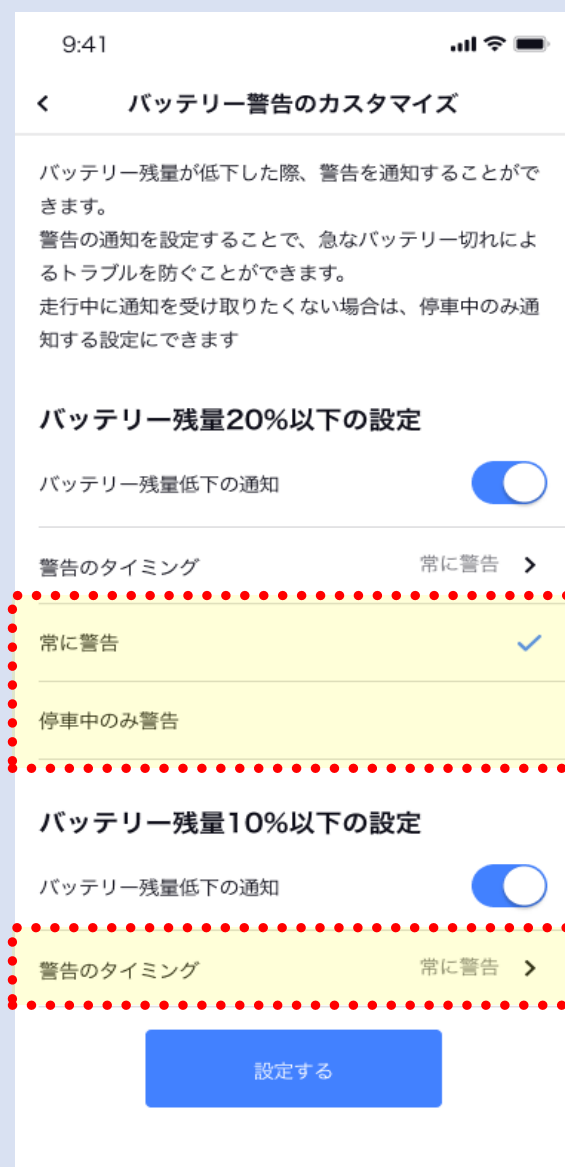 9:41
バッテリー警告のカスタマイズ
バッテリー残量が低下した際、警告を通知することがで
きます。
警告の通知を設定することで、急なバッテリー切れによ
るトラブルを防ぐことができます。
走行中に通知を受け取りたくない場合は、停車中のみ通
知する設定にできます
バッテリー残量20%以下の設定
バッテリー残量低下の通知
警告のタイミング 常に警告
常に警告
停車中のみ警告
バッテリー残量10%以下の設定
バッテリー残量低下の通知
警告のタイミング 常に警告
設定する